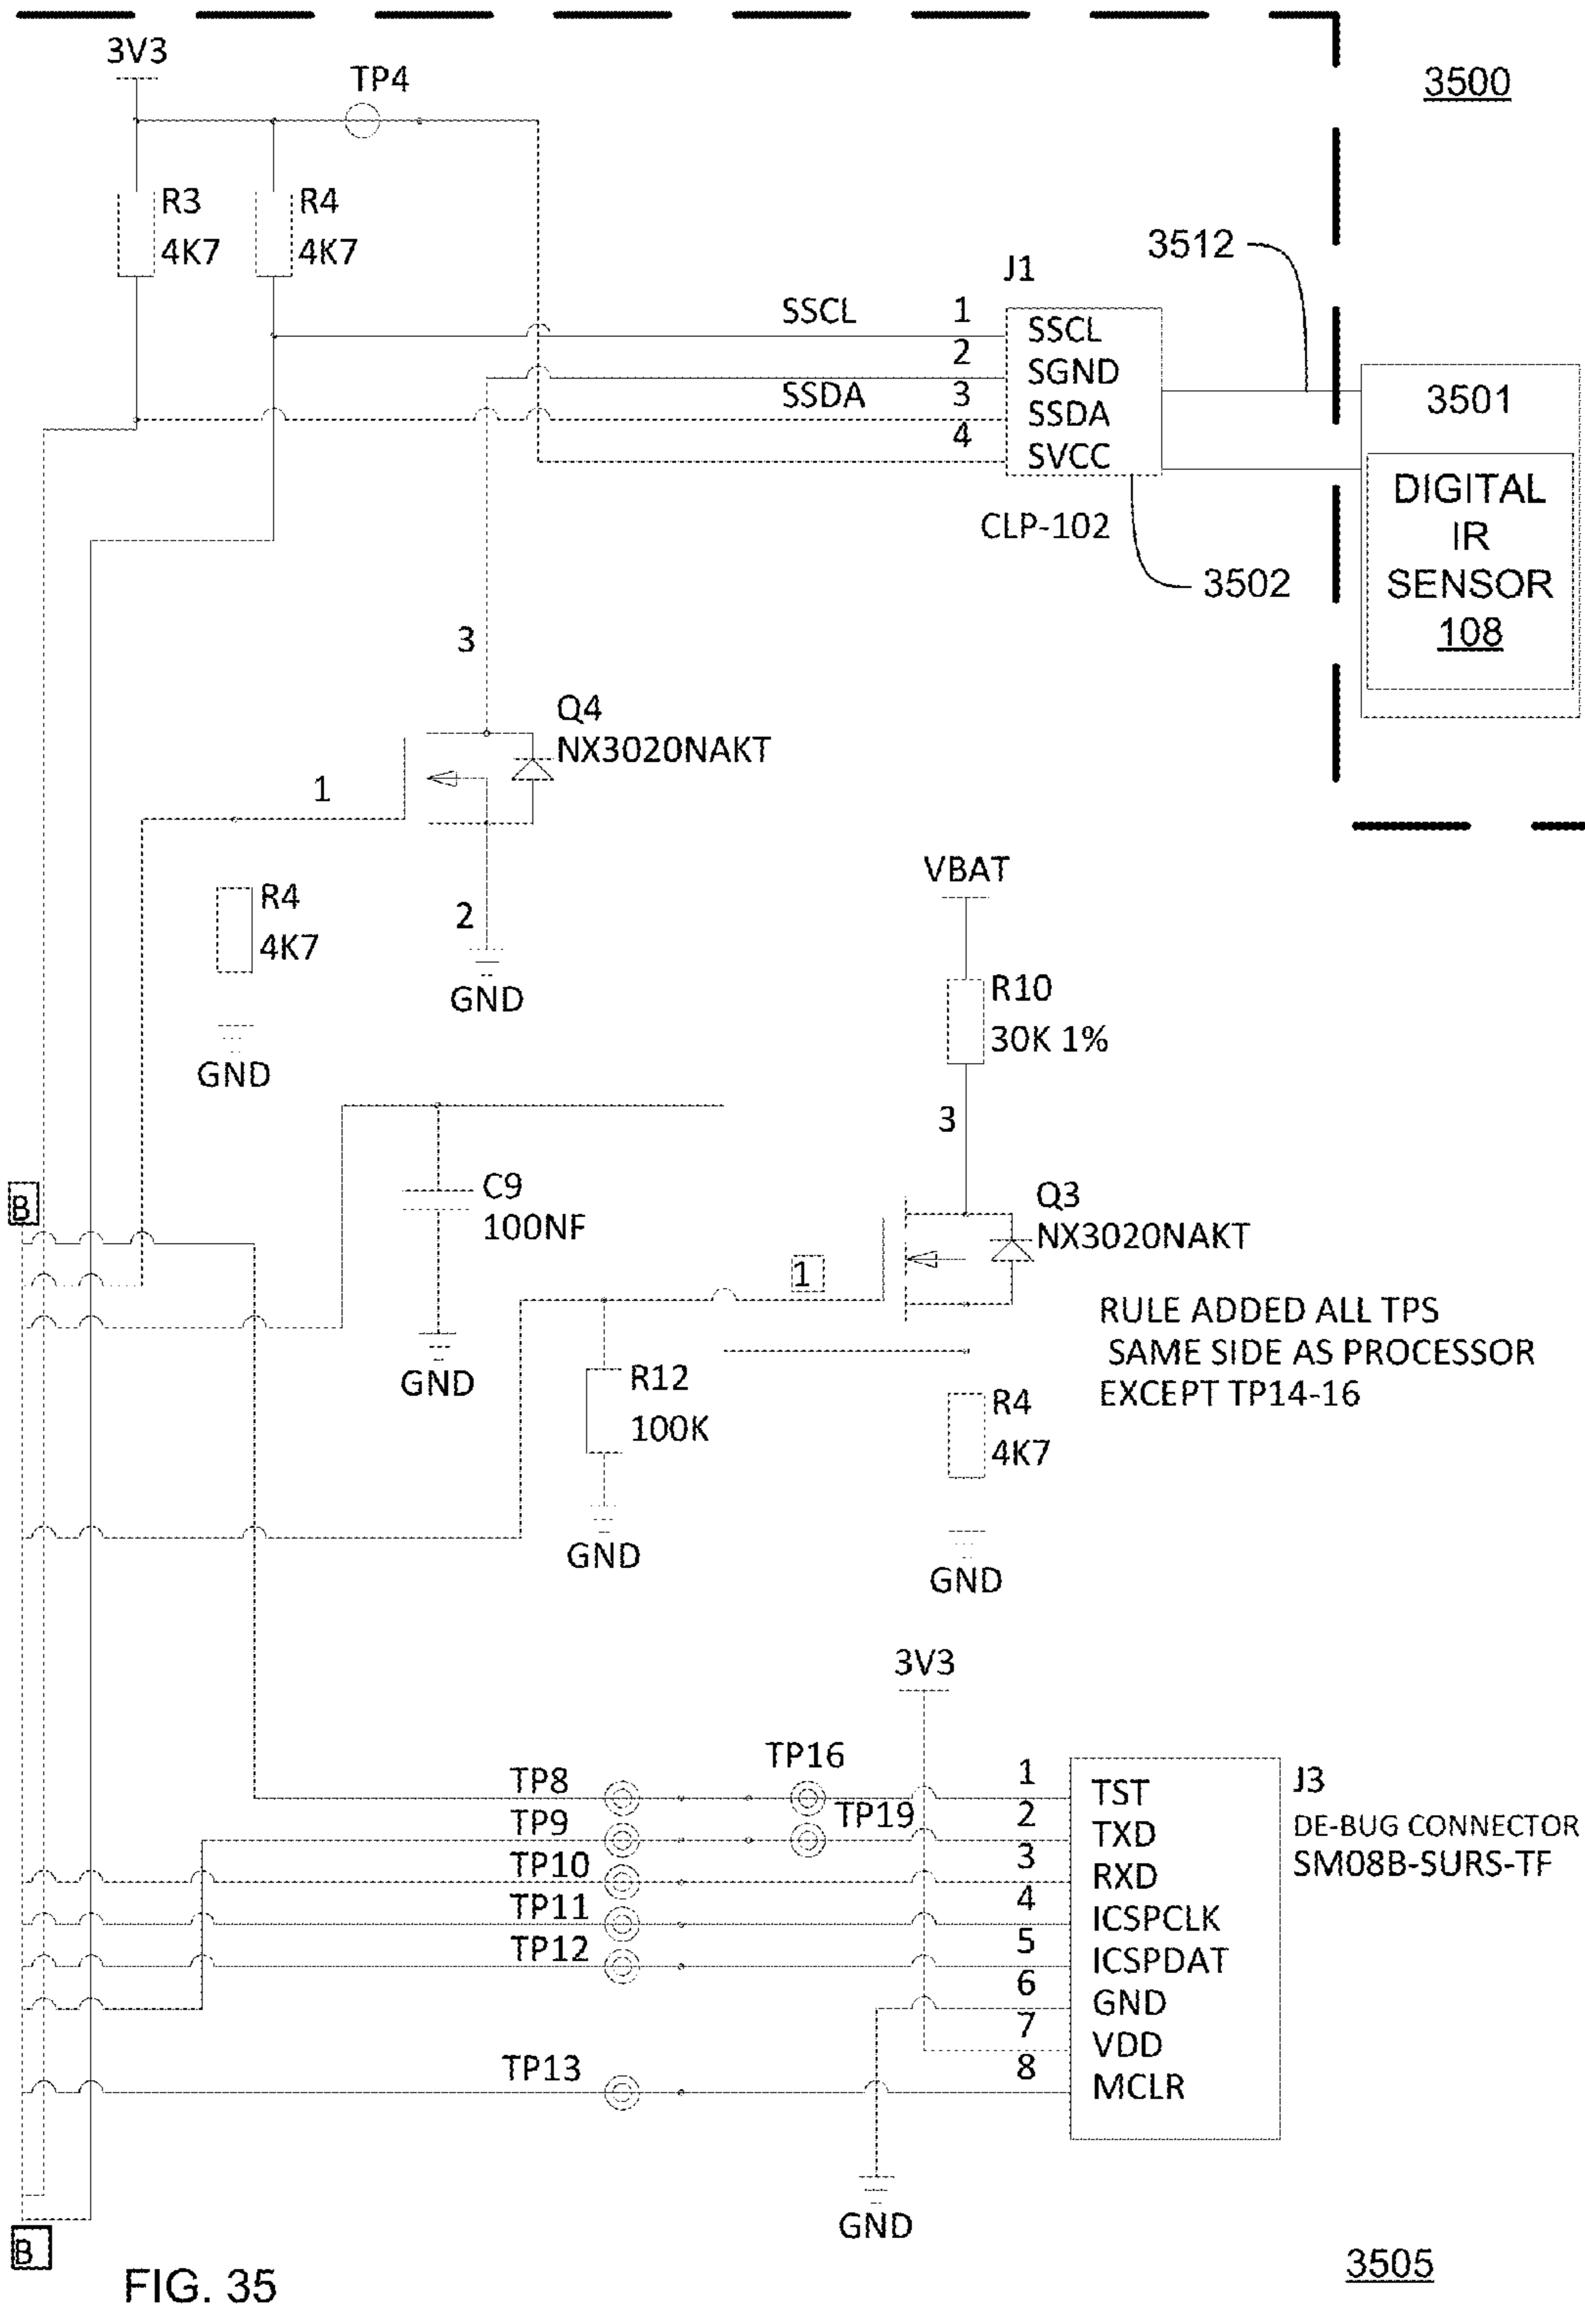 3V3
TP4
3500
R3
4K7
R4
4K7
3512
J1
SSCL
1
SSCL
2
SGND
SSDA
3
SSDA
4
SVCC
3501
DIGITAL
IR
SENSOR
108
CLP-102
3502
3
Q4
NX3020NAKT
1
R4
4K7
2
GND
GND
VBAT
R10
30K 1%
3
C9
100NF
GND
B
Q3
NX3020NAKT
1
RULE ADDED ALL TPS
SAME SIDE AS PROCESSOR
EXCEPT TP14-16
R12
100K
GND
R4
4K7
GND
3V3
TP8
TP16
1
TST
J3
TP9
TP19
2
TXD
DE-BUG CONNECTOR
SM08B-SURS-TF
TP10
3
RXD
TP11
4
ICSPCLK
TP12
5
ICSPDAT
6
GND
7
VDD
TP13
8
MCLR
GND
B
FIG. 35
3505